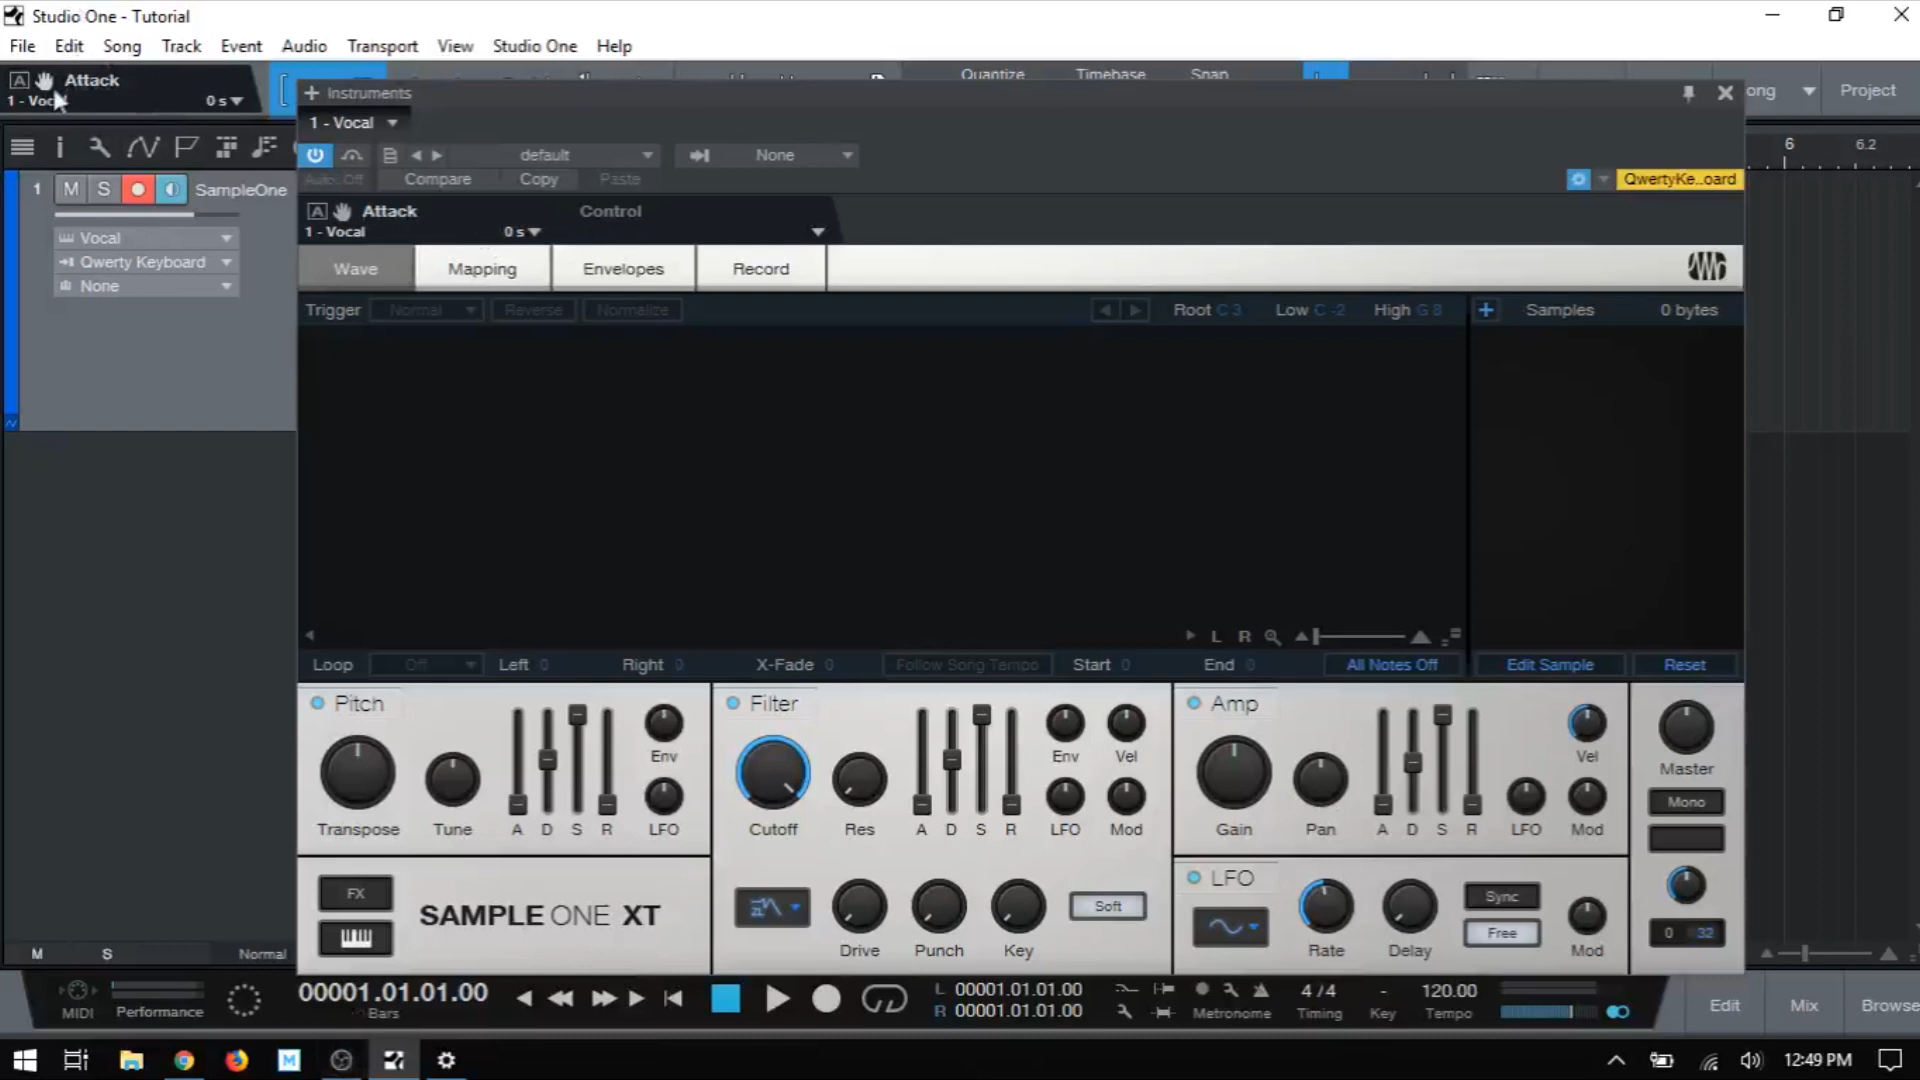 Studio One - Tutorial
File Edit Song Track Event Audio Transport View Studio One Help
A Attack
1 - Vocal 0 s
Quantize Timebase Snap
ong Project
Instruments
1 - Vocal
default None
Auto: Off Compare Copy Paste
QwertyKe..oard
A Attack Control
1 - Vocal 0 s
6 6.2
1 M S SampleOne
Vocal
Qwerty Keyboard
None
Wave Mapping Envelopes Record
Trigger Normal Reverse Normalize Root C 3 Low C -2 High G 8 Samples 0 bytes
L R
Loop Off Left 0 Right 0 X-Fade 0 Follow Song Tempo Start 0 End 0 All Notes Off Edit Sample Reset
Pitch Filter Amp
Env Env Vel Vel
Master
Mono
Transpose Tune A D S R LFO Cutoff Res A D S R LFO Mod Gain Pan A D S R LFO Mod
FX
SAMPLE ONE XT
Drive Punch Key Soft
LFO
Rate Delay Sync Free Mod
0 32
M S Normal
MIDI Performance
00001.01.01.00
Bars
L 00001.01.01.00
R 00001.01.01.00
Metronome
4 / 4
Timing
-
Key
120.00
Tempo
Edit Mix Browse
M
12:49 PM